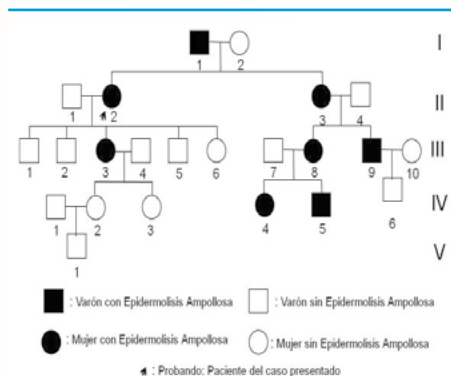 I
1 2
II
1 2 3 4
III
1 2 3 4 5 6 7 8 9 10
IV
1 2 3 4 5 6
V
1
: Varón con Epidermolisis Ampollosa : Varón sin Epidermolisis Ampollosa
: Mujer con Epidermolisis Ampollosa : Mujer sin Epidermolisis Ampollosa
: Probando: Paciente del caso presentado